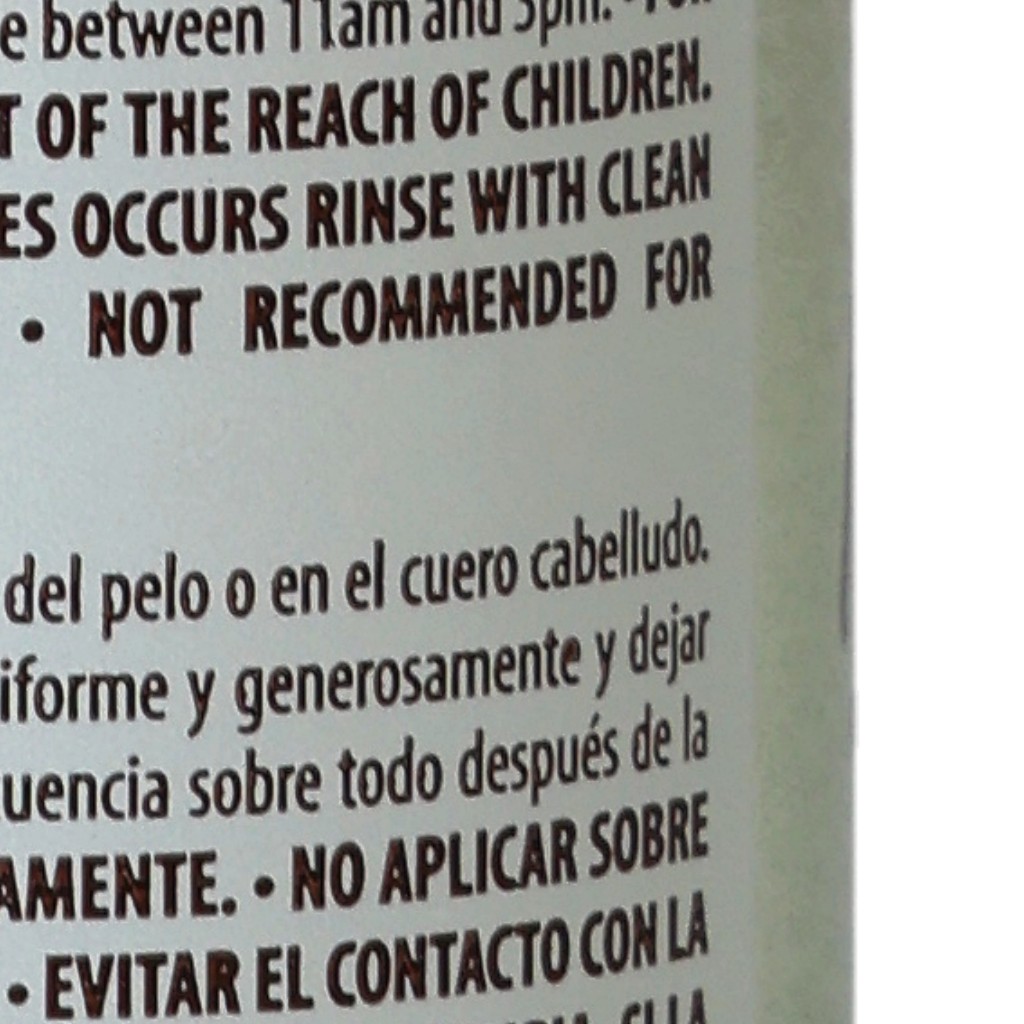 e between 11am and 3pm. • For
T OF THE REACH OF CHILDREN.
ES OCCURS RINSE WITH CLEAN
• NOT RECOMMENDED FOR
del pelo o en el cuero cabelludo.
iforme y generosamente y dejar
uencia sobre todo después de la
AMENTE. • NO APLICAR SOBRE
• EVITAR EL CONTACTO CON LA